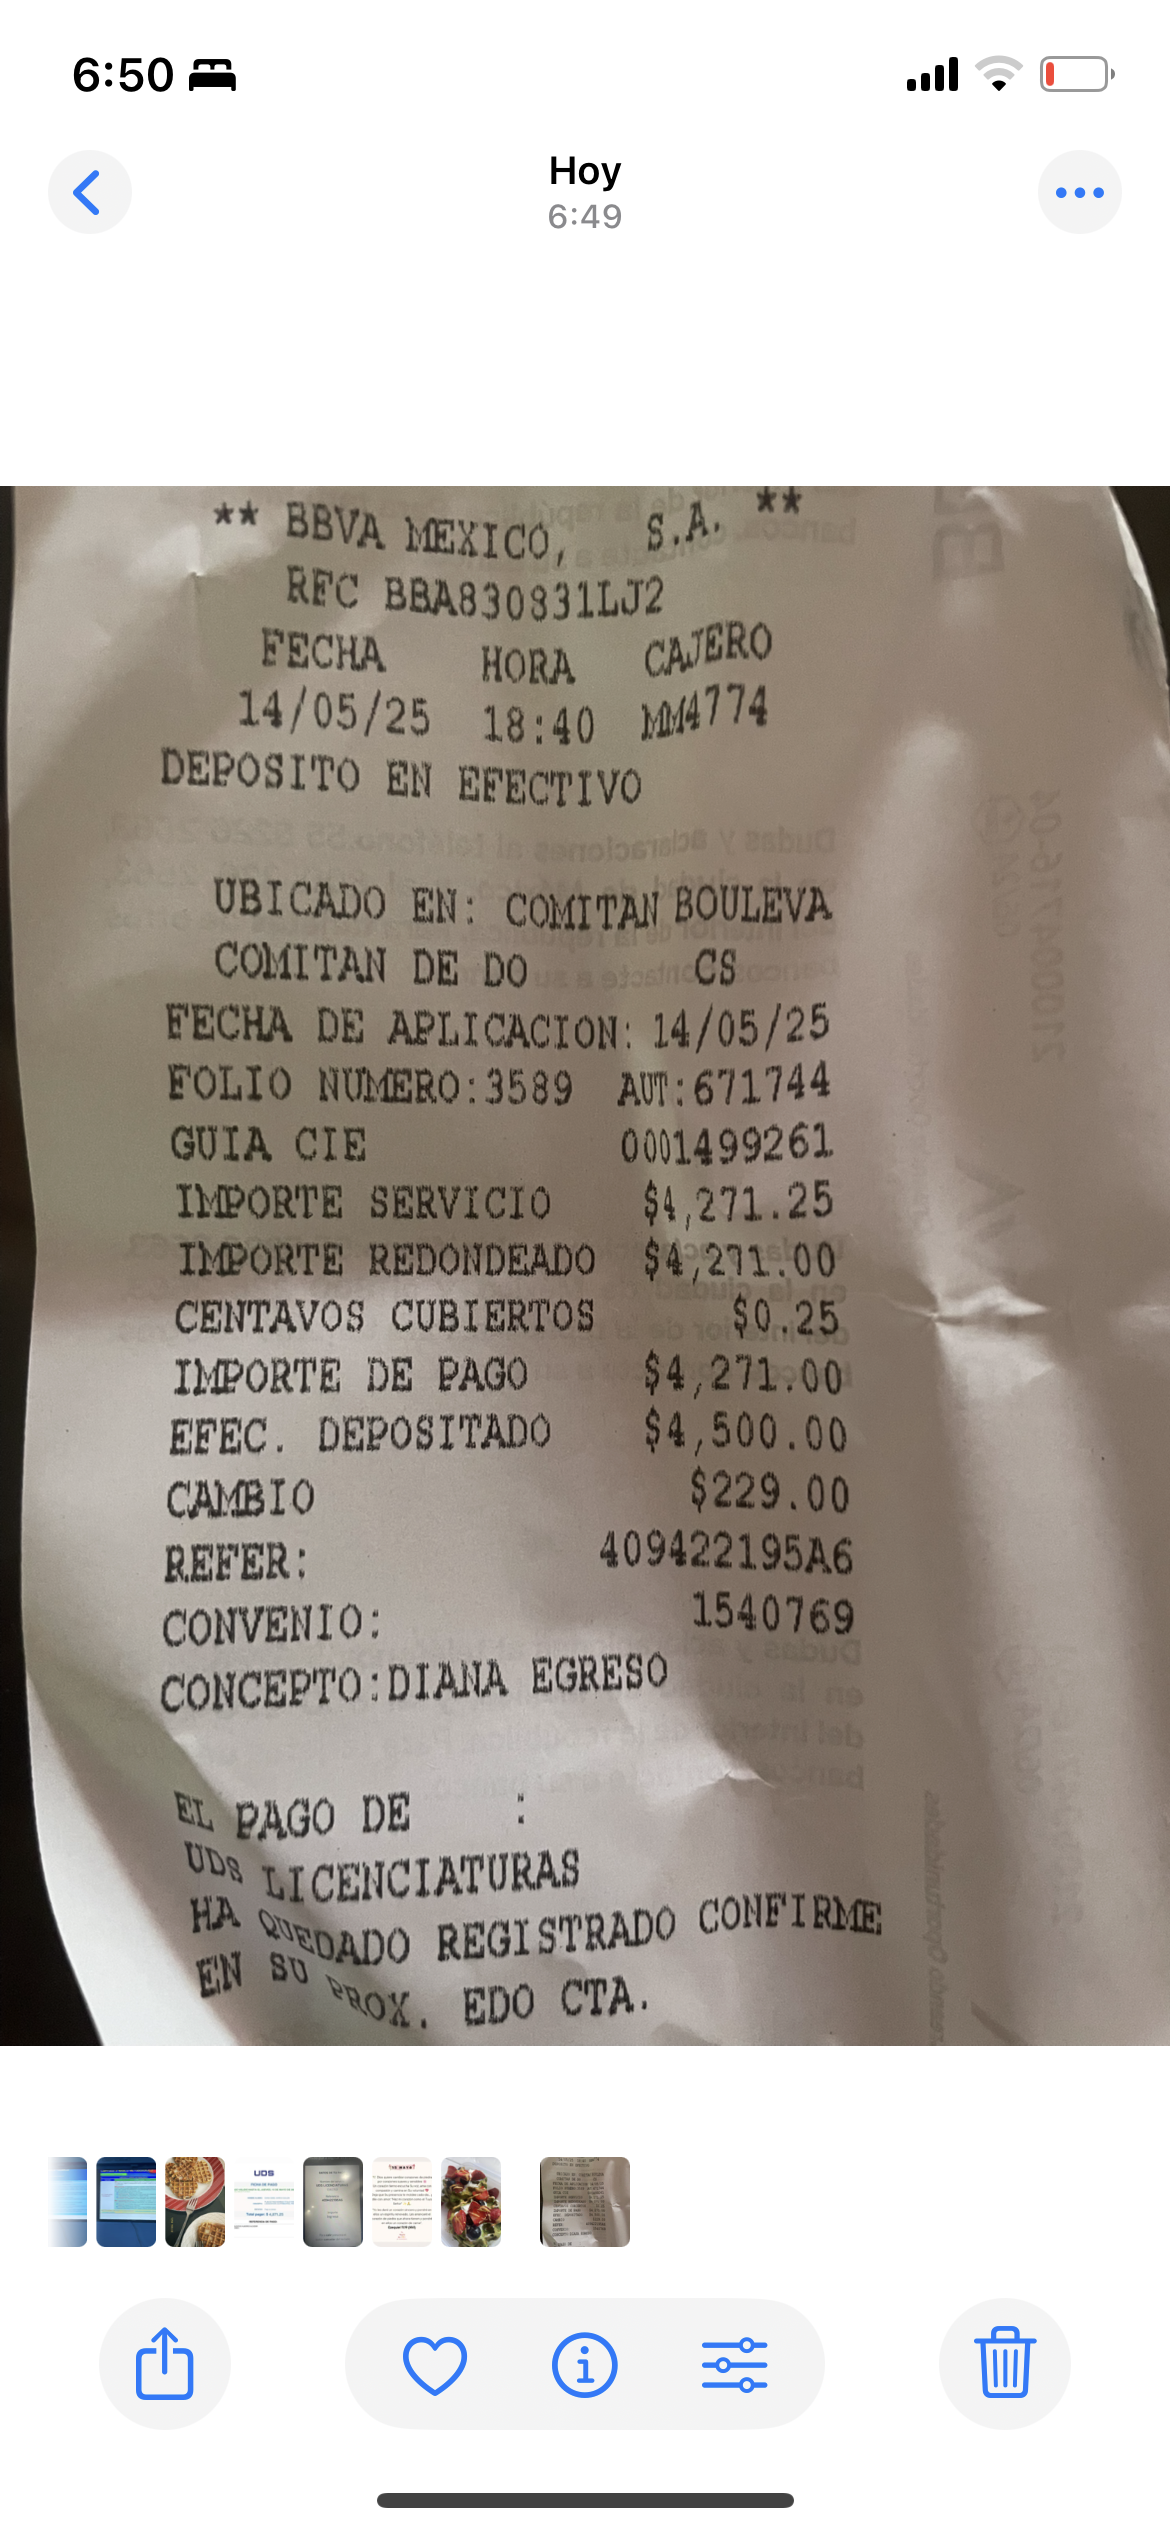 6:50
Hoy
6:49
** BBVA MEXICO, S.A. **
RFC BBA830831LJ2
FECHA HORA CAJERO
14/05/25 18:40 MM4774
DEPOSITO EN EFECTIVO
UBICADO EN: COMITAN BOULEVA
COMITAN DE DO CS
FECHA DE APLICACION: 14/05/25
FOLIO NUMERO:3589 AUT:671744
GUIA CIE 0001499261
IMPORTE SERVICIO $4,271.25
IMPORTE REDONDEADO $4,271.00
CENTAVOS CUBIERTOS $0.25
IMPORTE DE PAGO $4,271.00
EFEC. DEPOSITADO $4,500.00
CAMBIO $229.00
REFER: 409422195A6
CONVENIO: 1540769
CONCEPTO:DIANA EGRESO
EL PAGO DE :
UDS LICENCIATURAS
HA QUEDADO REGISTRADO CONFIRME
EN SU PROX. EDO CTA.
UDS